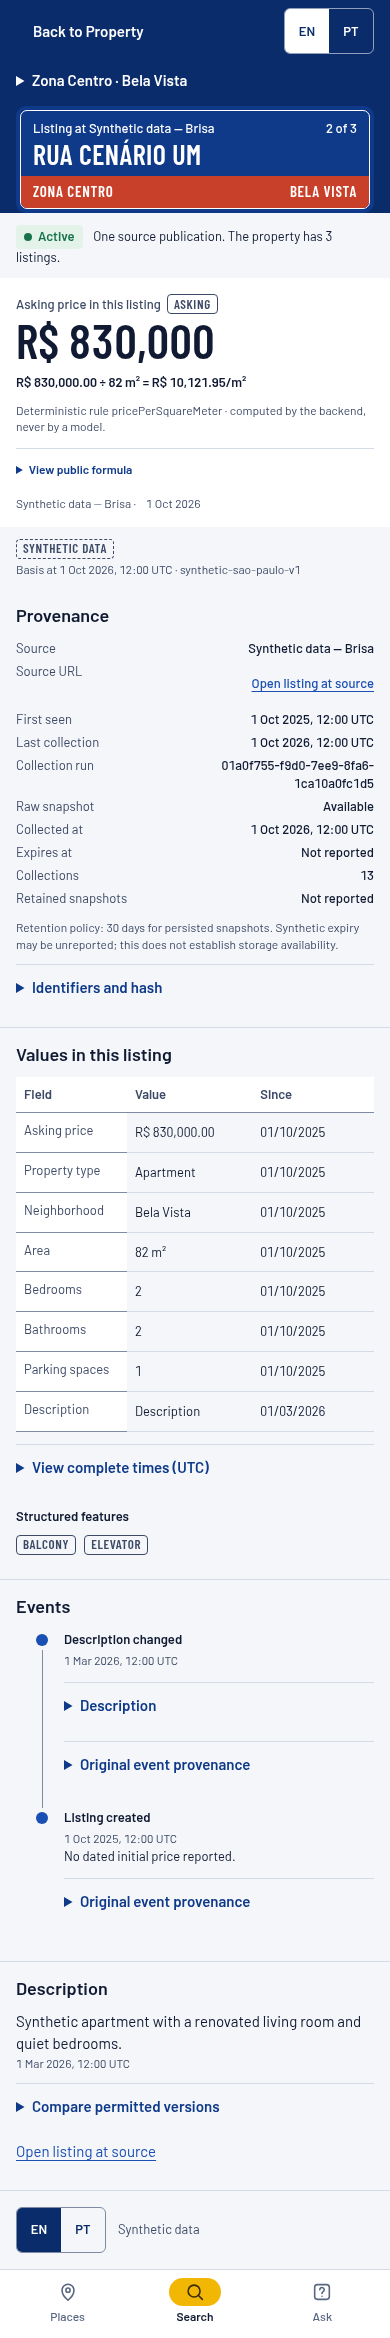 Back to Property
EN PT
Zona Centro · Bela Vista
Listing at Synthetic data — Brisa 2 of 3
RUA CENÁRIO UM
ZONA CENTRO BELA VISTA
Active One source publication. The property has 3
listings.
Asking price in this listing ASKING
R$ 830,000
R$ 830,000.00 ÷ 82 m² = R$ 10,121.95/m²
Deterministic rule pricePerSquareMeter · computed by the backend,
never by a model.
View public formula
Synthetic data — Brisa · 1 Oct 2026
SYNTHETIC DATA
Basis at 1 Oct 2026, 12:00 UTC · synthetic-sao-paulo-v1
Provenance
Source Synthetic data — Brisa
Source URL
Open listing at source
First seen 1 Oct 2025, 12:00 UTC
Last collection 1 Oct 2026, 12:00 UTC
Collection run 01a0f755-f9d0-7ee9-8fa6-
1ca10a0fc1d5
Raw snapshot Available
Collected at 1 Oct 2026, 12:00 UTC
Expires at Not reported
Collections 13
Retained snapshots Not reported
Retention policy: 30 days for persisted snapshots. Synthetic expiry
may be unreported; this does not establish storage availability.
Identifiers and hash
Values in this listing
Field Value Since
Asking price R$ 830,000.00 01/10/2025
Property type Apartment 01/10/2025
Neighborhood Bela Vista 01/10/2025
Area 82 m² 01/10/2025
Bedrooms 2 01/10/2025
Bathrooms 2 01/10/2025
Parking spaces 1 01/10/2025
Description Description 01/03/2026
View complete times (UTC)
Structured features
BALCONY ELEVATOR
Events
Description changed
1 Mar 2026, 12:00 UTC
Description
Original event provenance
Listing created
1 Oct 2025, 12:00 UTC
No dated initial price reported.
Original event provenance
Description
Synthetic apartment with a renovated living room and
quiet bedrooms.
1 Mar 2026, 12:00 UTC
Compare permitted versions
Open listing at source
EN PT Synthetic data
Places Search Ask